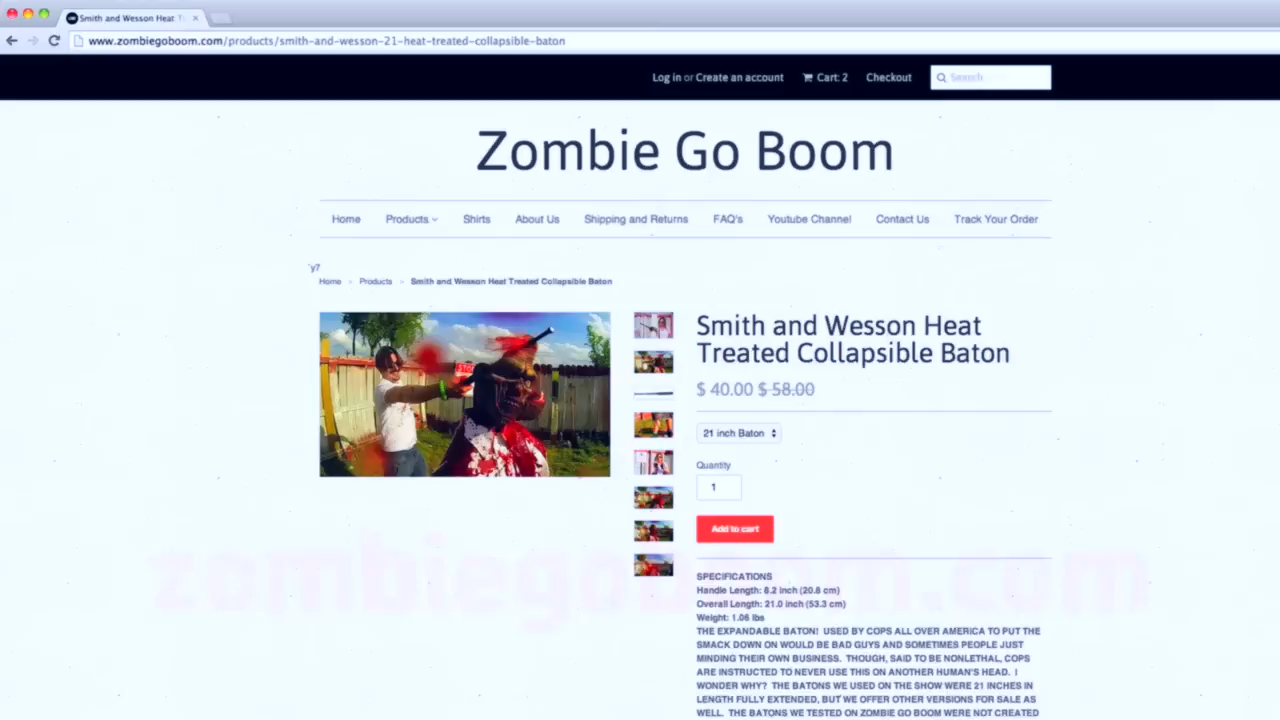 Smith and Wesson Heat T
www.zombiegoboom.com/products/smith-and-wesson-21-heat-treated-collapsible-baton
Log in or Create an account Cart: 2 Checkout Search
Zombie Go Boom
Home Products Shirts About Us Shipping and Returns FAQ's Youtube Channel Contact Us Track Your Order
`y7
Home > Products > Smith and Wesson Heat Treated Collapsible Baton
Smith and Wesson Heat
Treated Collapsible Baton
$ 40.00 $ 58.00
21 inch Baton
Quantity
1
Add to cart
zombiegoboom.com
SPECIFICATIONS
Handle Length: 8.2 inch (20.8 cm)
Overall Length: 21.0 inch (53.3 cm)
Weight: 1.06 lbs
THE EXPANDABLE BATON! USED BY COPS ALL OVER AMERICA TO PUT THE
SMACK DOWN ON WOULD BE BAD GUYS AND SOMETIMES PEOPLE JUST
MINDING THEIR OWN BUSINESS. THOUGH, SAID TO BE NONLETHAL, COPS
ARE INSTRUCTED TO NEVER USE THIS ON ANOTHER HUMAN'S HEAD. I
WONDER WHY? THE BATONS WE USED ON THE SHOW WERE 21 INCHES IN
LENGTH FULLY EXTENDED, BUT WE OFFER OTHER VERSIONS FOR SALE AS
WELL. THE BATONS WE TESTED ON ZOMBIE GO BOOM WERE NOT CREATED